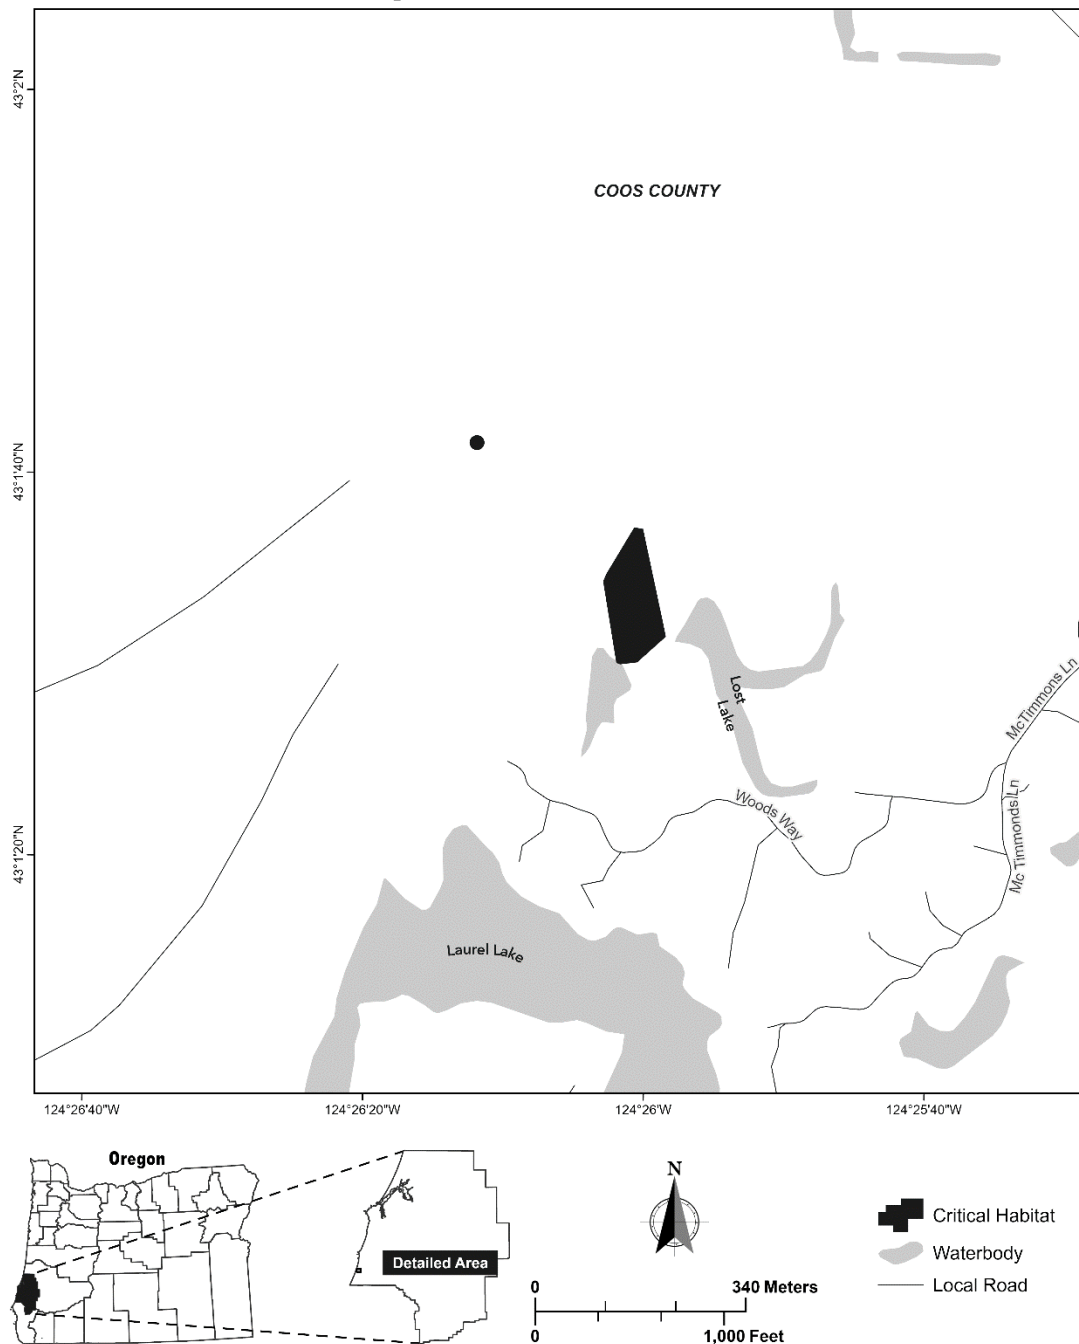 43°2'N
COOS COUNTY
43°1'40"N
Lost
Lake
McTimmons Ln
Woods Way
Mc Timmonds Ln
43°1'20"N
Laurel Lake
124°26'40"W
124°26'20"W
124°26'W
124°25'40"W
Oregon
Detailed Area
N
Critical Habitat
Waterbody
Local Road
0
340 Meters
0
1,000 Feet